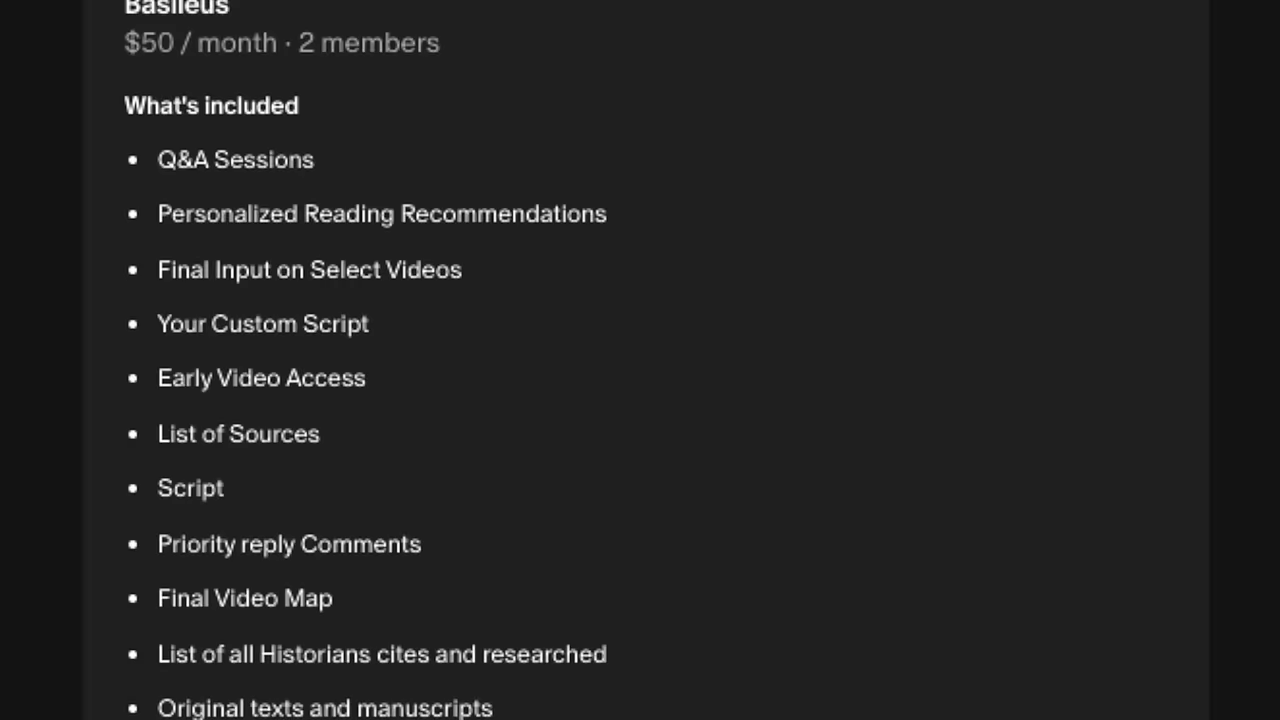 Basileus
$50 / month · 2 members
What's included
• Q&A Sessions
• Personalized Reading Recommendations
• Final Input on Select Videos
• Your Custom Script
• Early Video Access
• List of Sources
• Script
• Priority reply Comments
• Final Video Map
• List of all Historians cites and researched
• Original texts and manuscripts